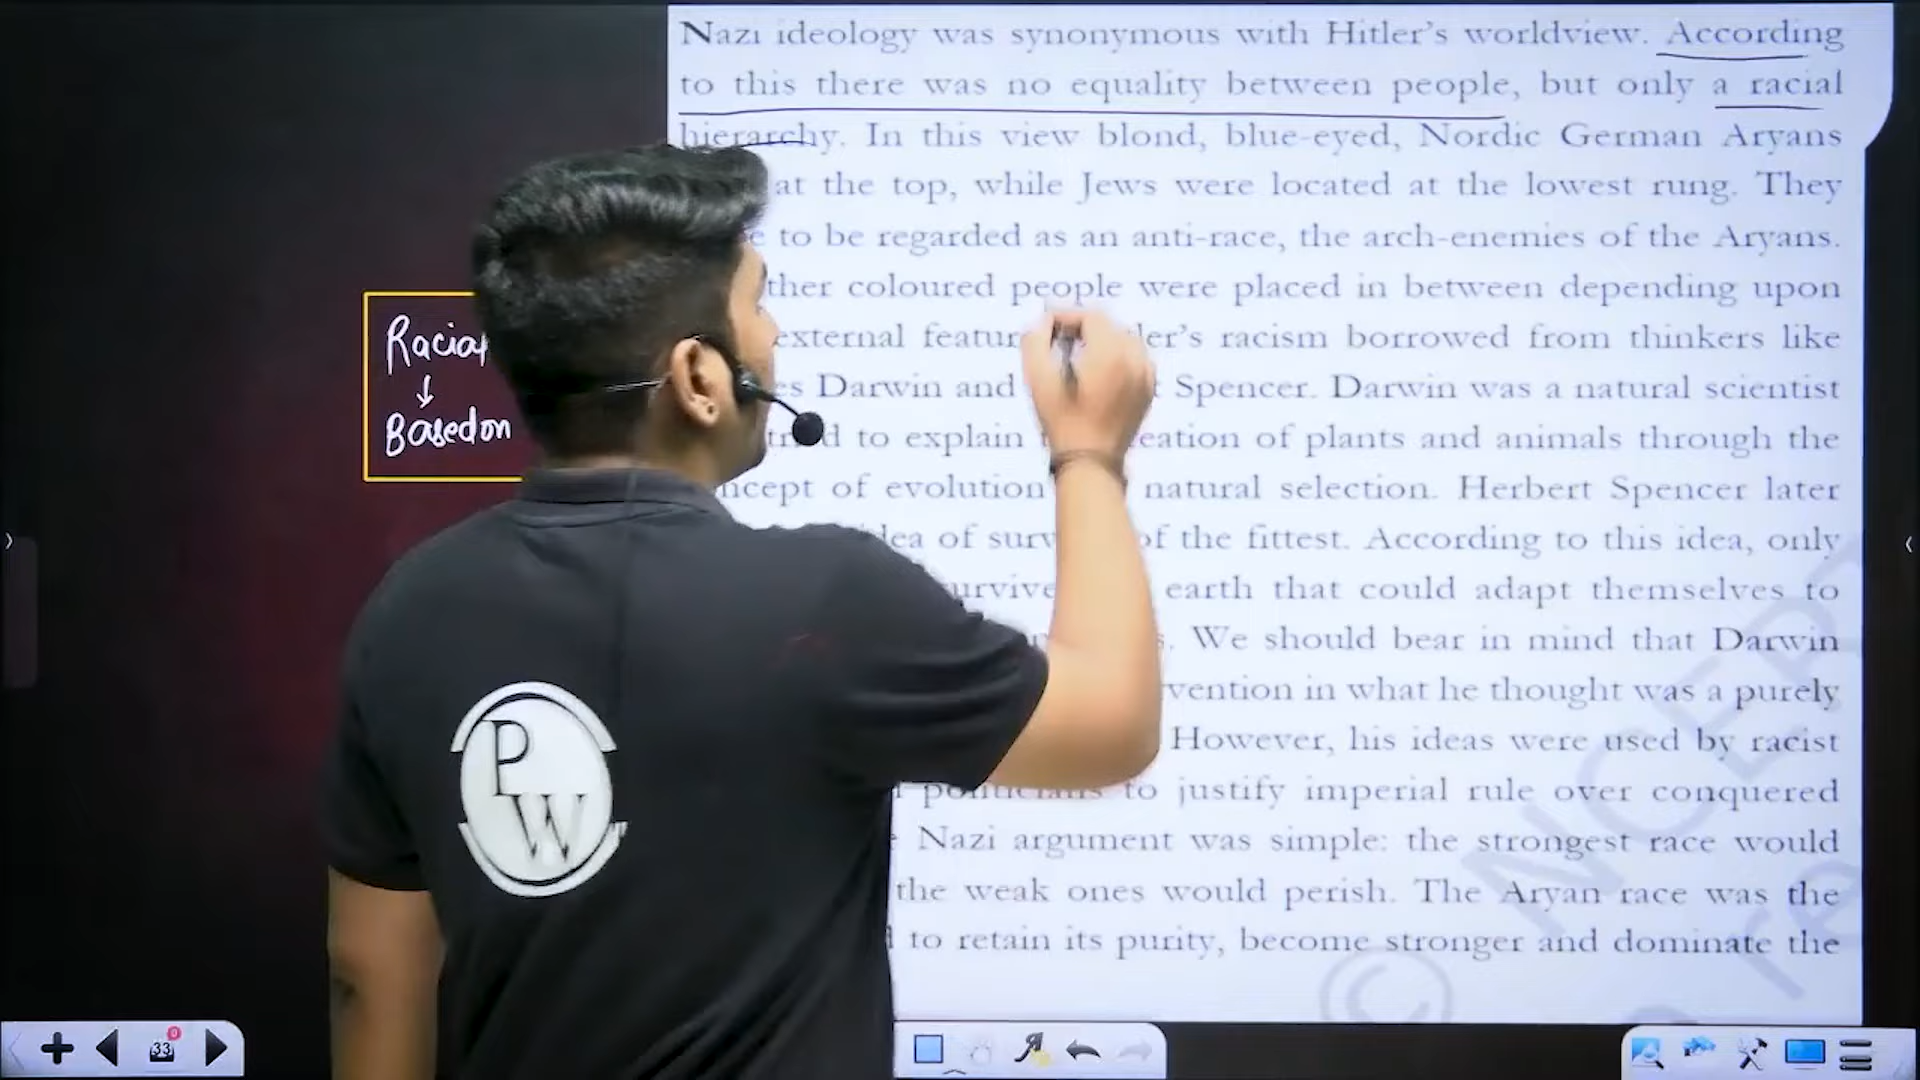 Nazi ideology was synonymous with Hitler's worldview. According
to this there was no equality between people, but only a racial
hierarchy. In this view blond, blue-eyed, Nordic German Aryans
at the top, while Jews were located at the lowest rung. They
to be regarded as an anti-race, the arch-enemies of the Aryans.
coloured people were placed in between depending upon
external racism borrowed from thinkers like
Darwin and Spencer. Darwin was a natural scientist
to explain of plants and animals through the
of evolution natural selection. Herbert Spencer later
of of the fittest. According to this idea, only
earth that could adapt themselves to
We should bear in mind that Darwin
in what he thought was a purely
However, his ideas were used by racist
to justify imperial rule over conquered
Nazi argument was simple: the strongest race would
the weak ones would perish. The Aryan race was the
to retain its purity, become stronger and dominate the
Racial
↓
Based on
PW
33
0
© NCERT